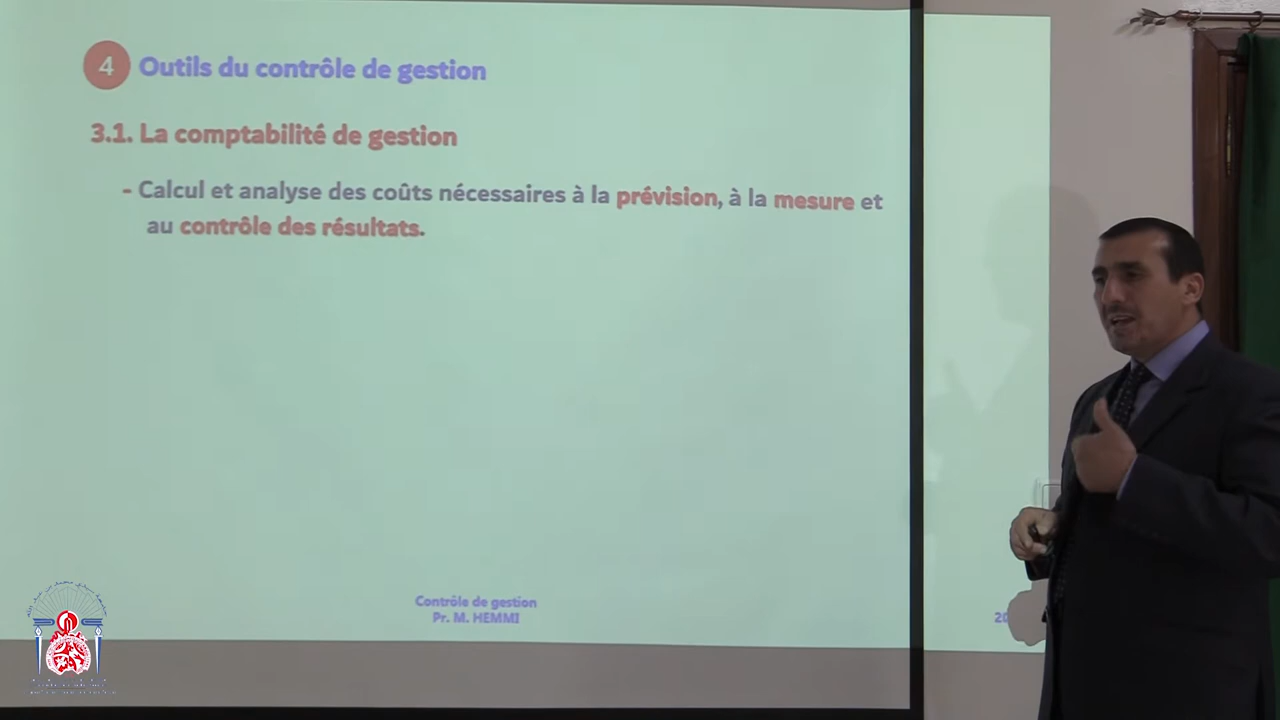 4 Outils du contrôle de gestion
3.1. La comptabilité de gestion
- Calcul et analyse des coûts nécessaires à la prévision, à la mesure et
au contrôle des résultats.
Contrôle de gestion
Pr. M. HEMMI